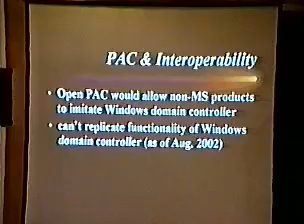 PAC & Interoperability
• Open PAC would allow non-MS products
to imitate Windows domain controller
• can't replicate functionality of Windows
domain controller (as of Aug. 2002)